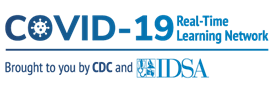 COVID-19 Real-Time
Learning Network
Brought to you by CDC and IDSA